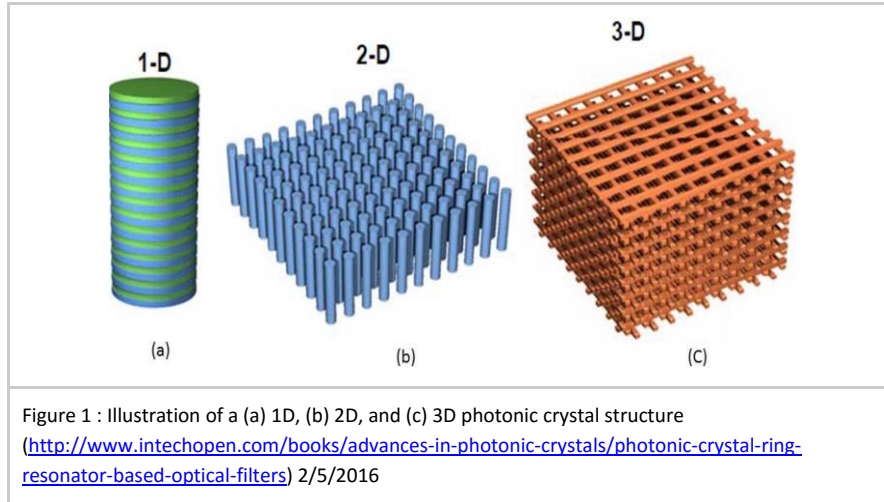 1-D
2-D
3-D
(a)
(b)
(C)
Figure 1 : Illustration of a (a) 1D, (b) 2D, and (c) 3D photonic crystal structure
(http://www.intechopen.com/books/advances-in-photonic-crystals/photonic-crystal-ring-
resonator-based-optical-filters) 2/5/2016